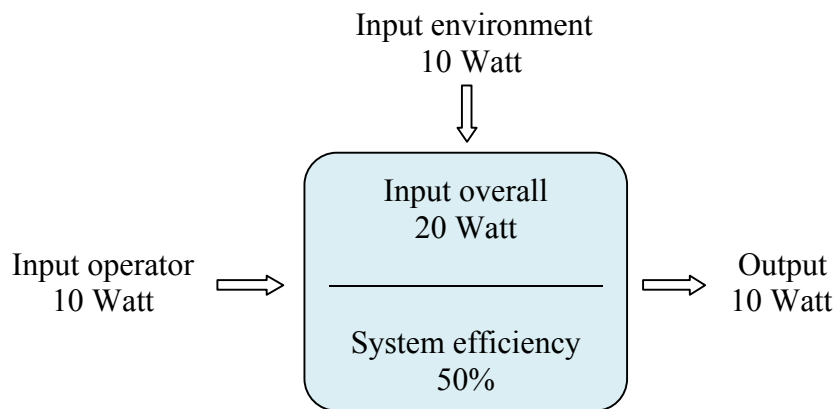 Input environment
10 Watt
Input overall
20 Watt
Input operator
10 Watt
Output
10 Watt
System efficiency
50%